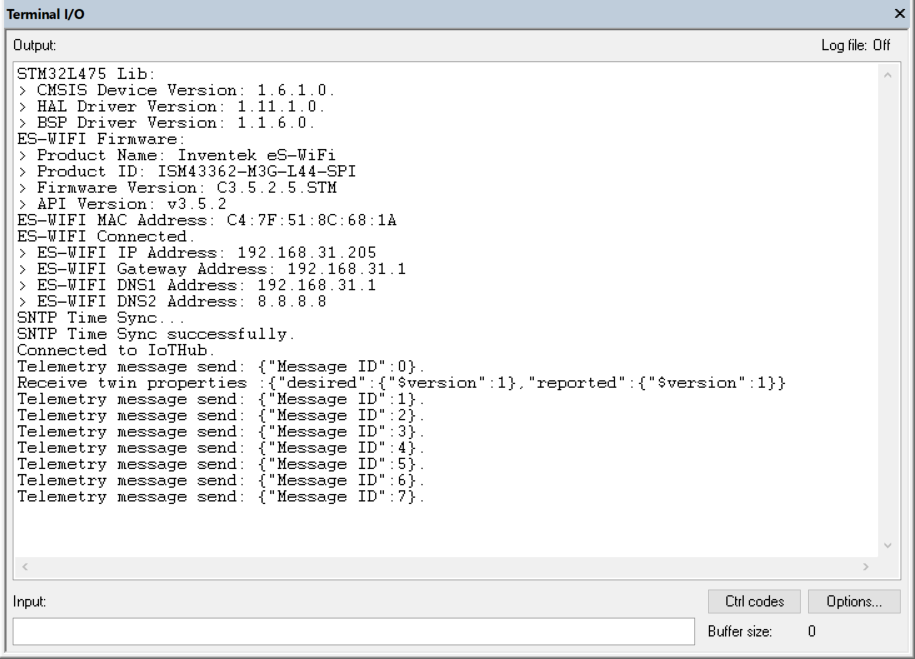 Terminal I/O
Output:
Log file: Off
STM32L475 Lib:
> CMSIS Device Version: 1.6.1.0.
> HAL Driver Version: 1.11.1.0.
> BSP Driver Version: 1.1.6.0.
ES-WIFI Firmware:
> Product Name: Inventek eS-WiFi
> Product ID: ISM43362-M3G-L44-SPI
> Firmware Version: C3.5.2.5.STM
> API Version: v3.5.2
ES-WIFI MAC Address: C4:7F:51:8C:68:1A
ES-WIFI Connected.
> ES-WIFI IP Address: 192.168.31.205
> ES-WIFI Gateway Address: 192.168.31.1
> ES-WIFI DNS1 Address: 192.168.31.1
> ES-WIFI DNS2 Address: 8.8.8.8
SNTP Time Sync...
SNTP Time Sync successfully.
Connected to IoTHub.
Telemetry message send: {"Message ID":0}.
Receive twin properties :{"desired":{"$version":1},"reported":{"$version":1}}
Telemetry message send: {"Message ID":1}.
Telemetry message send: {"Message ID":2}.
Telemetry message send: {"Message ID":3}.
Telemetry message send: {"Message ID":4}.
Telemetry message send: {"Message ID":5}.
Telemetry message send: {"Message ID":6}.
Telemetry message send: {"Message ID":7}.
Input:
Ctrl codes
Options...
Buffer size: 0